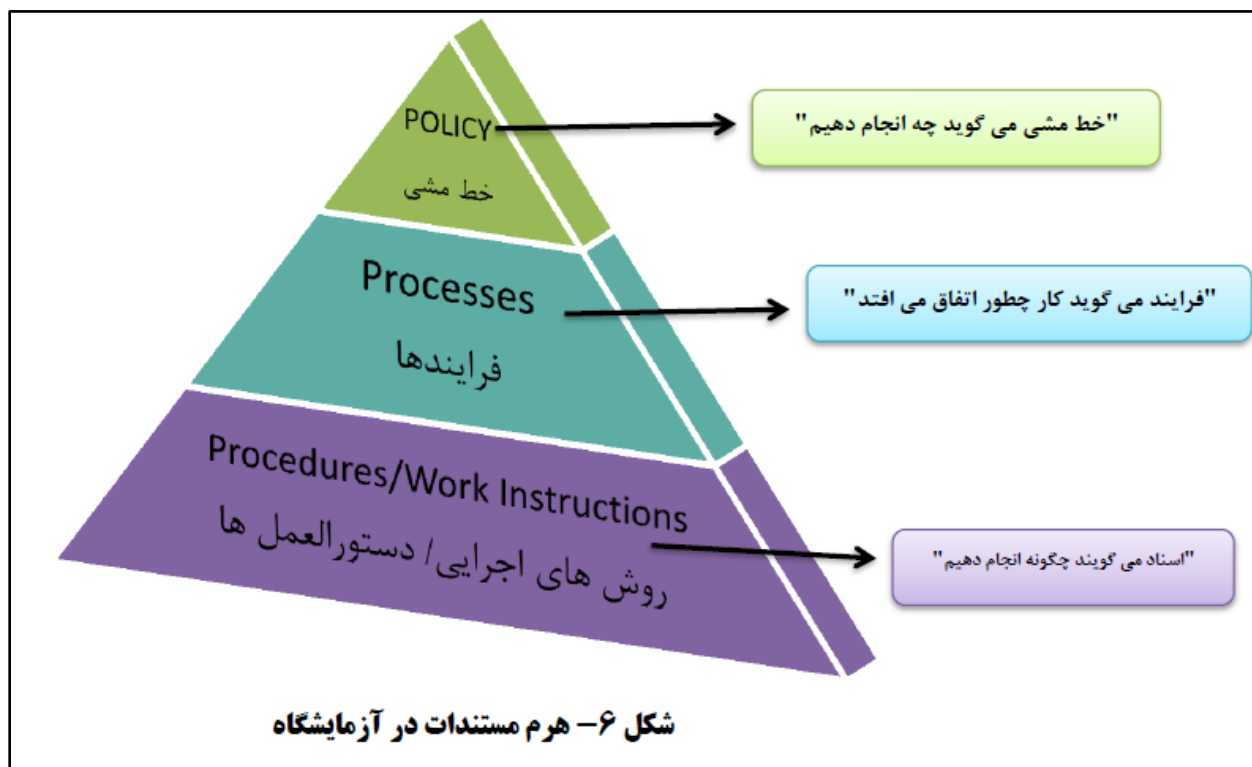 POLICY
خط مشی
"خط مشی می گوید چه انجام دهیم"
Processes
فرایندها
"فرایند می گوید کار چطور اتفاق می افتد"
Procedures/Work Instructions
روش های اجرایی/ دستورالعمل ها
"اسناد می گویند چگونه انجام دهیم"
شکل ۶- هرم مستندات در آزمایشگاه